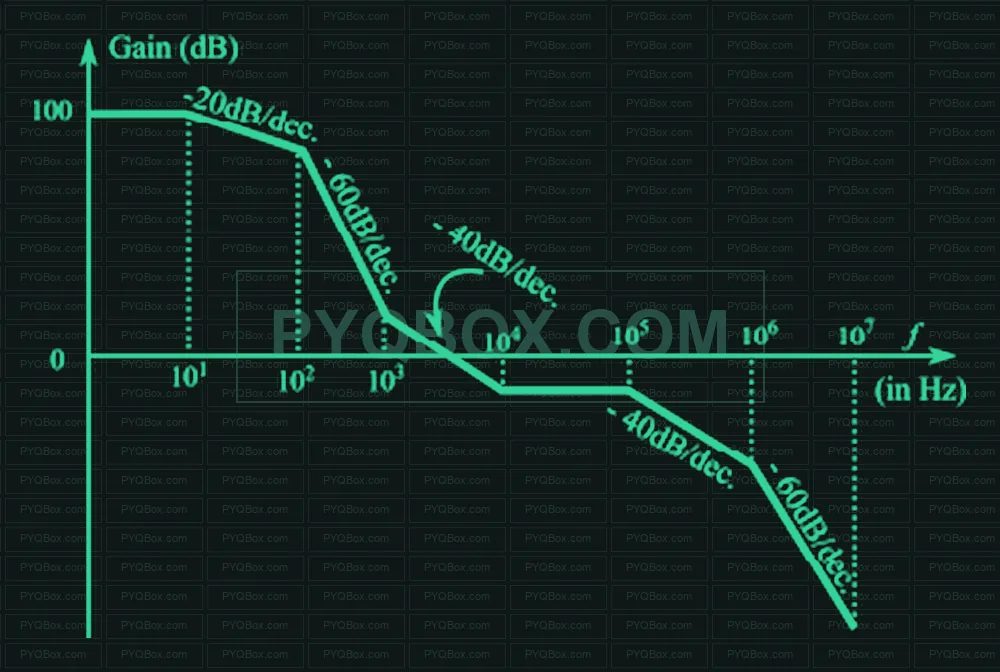 Gain (dB)
100
-20dB/dec.
-60dB/dec.
- 40dB/dec.
0
10¹
10²
10³
10⁴
10⁵
10⁶
10⁷
f
(in Hz)
- 40dB/dec.
-60dB/dec.
PYQBOX.COM
PYQBox.com